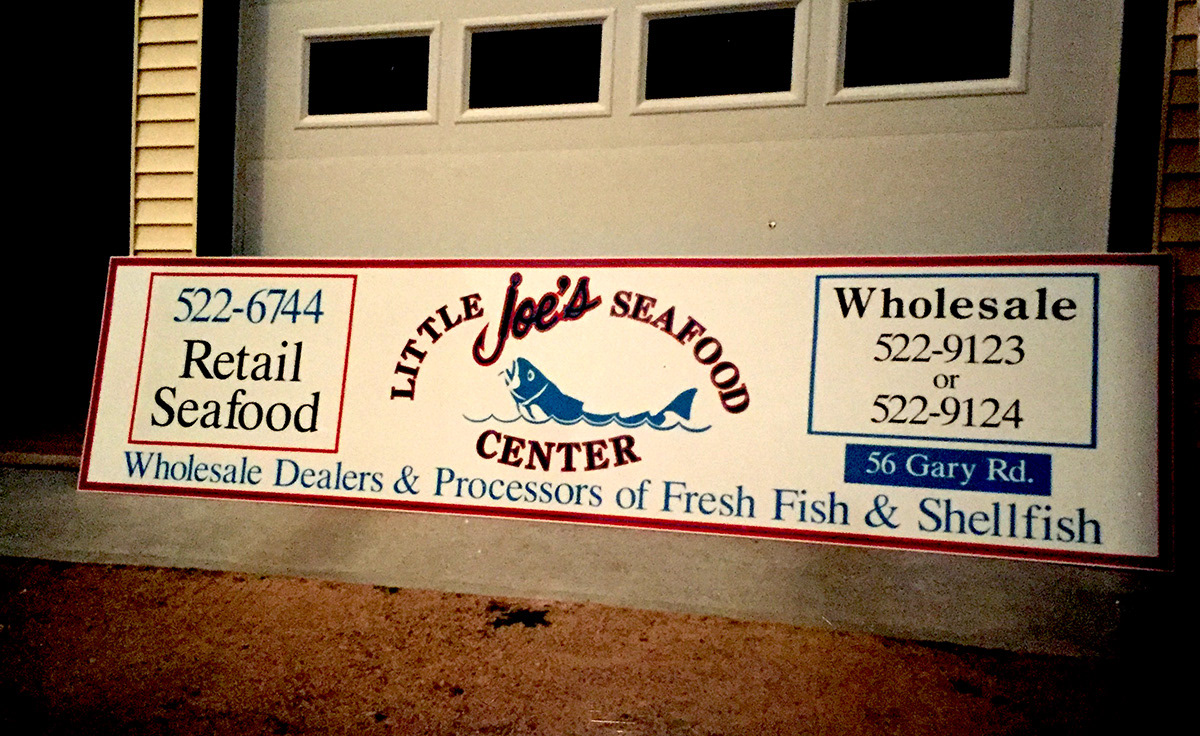 522-6744
Retail
Seafood
LITTLE Joe's SEAFOOD
CENTER
Wholesale
522-9123
or
522-9124
56 Gary Rd.
Wholesale Dealers & Processors of Fresh Fish & Shellfish